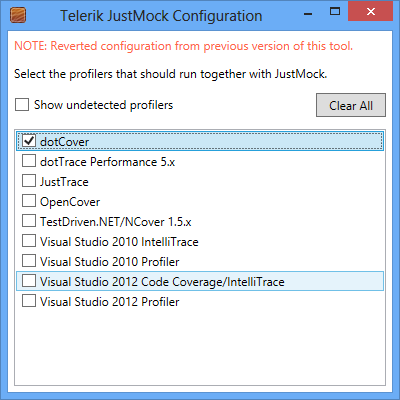 Telerik JustMock Configuration
NOTE: Reverted configuration from previous version of this tool.
Select the profilers that should run together with JustMock.
Show undetected profilers
Clear All
dotCover
dotTrace Performance 5.x
JustTrace
OpenCover
TestDriven.NET/NCover 1.5.x
Visual Studio 2010 IntelliTrace
Visual Studio 2010 Profiler
Visual Studio 2012 Code Coverage/IntelliTrace
Visual Studio 2012 Profiler